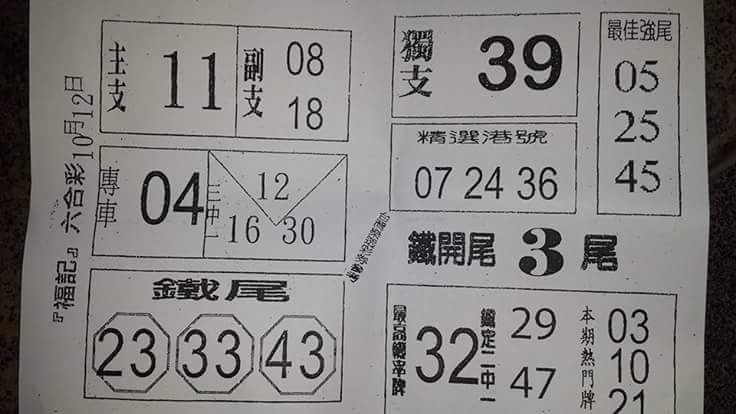 『福記』 六合彩 10月12日
主支 11
副支 08 18
專車 04
三中一 12 16 30
鐵尾
23 33 43
獨支 39
最佳強尾
05
25
45
精選港號
07 24 36
鐵開尾 3 尾
32
二中一 29 47
本期熱門牌 03 10 21